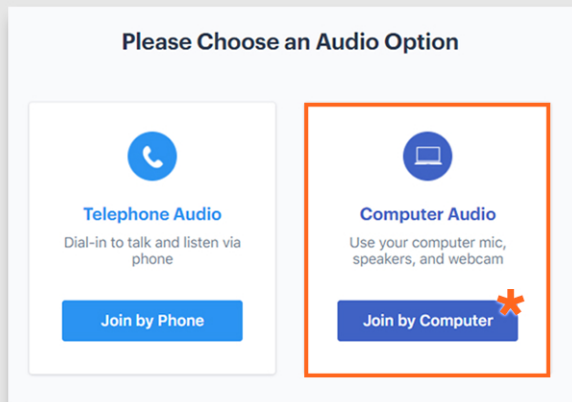 Please Choose an Audio Option
Telephone Audio
Dial-in to talk and listen via
phone
Join by Phone
Computer Audio
Use your computer mic,
speakers, and webcam
Join by Computer